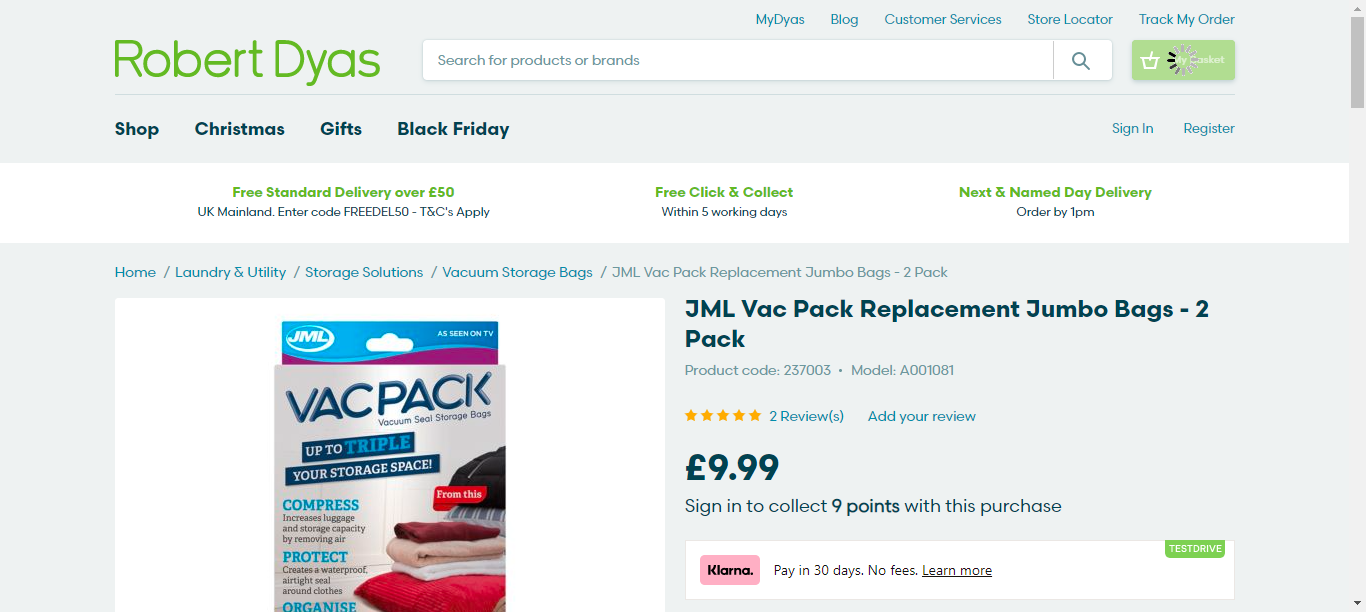 MyDyas Blog Customer Services Store Locator Track My Order
Robert Dyas
Search for products or brands
My Basket
Shop Christmas Gifts Black Friday
Sign In Register
Free Standard Delivery over £50
UK Mainland. Enter code FREEDEL50 - T&C's Apply
Free Click & Collect
Within 5 working days
Next & Named Day Delivery
Order by 1pm
Home / Laundry & Utility / Storage Solutions / Vacuum Storage Bags / JML Vac Pack Replacement Jumbo Bags - 2 Pack
JML
AS SEEN ON TV
VACPACK
Vacuum Seal Storage Bags
UP TO TRIPLE
YOUR STORAGE SPACE!
From this
COMPRESS
Increases luggage
and storage capacity
by removing air
PROTECT
Creates a waterproof,
airtight seal
around clothes
ORGANISE
JML Vac Pack Replacement Jumbo Bags - 2
Pack
Product code: 237003 • Model: A001081
2 Review(s) Add your review
£9.99
Sign in to collect 9 points with this purchase
TESTDRIVE
Klarna. Pay in 30 days. No fees. Learn more